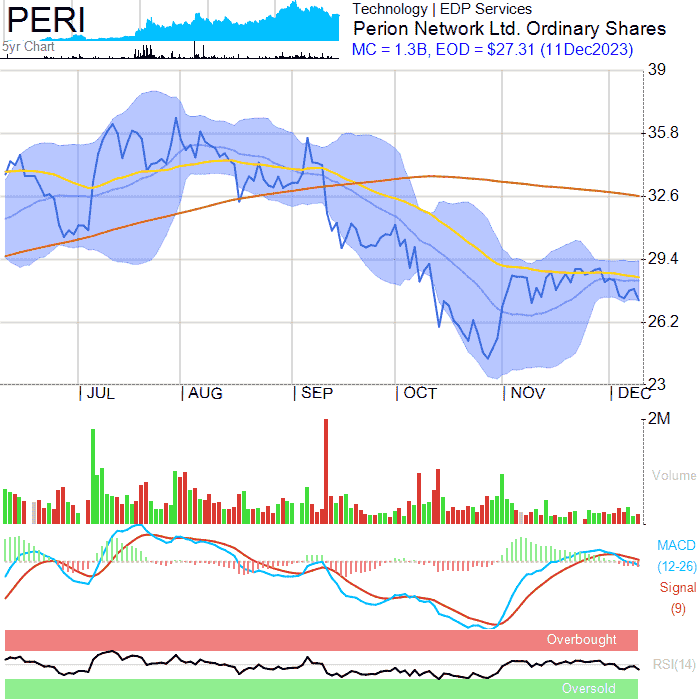 PERI
5yr Chart
Technology | EDP Services
Perion Network Ltd. Ordinary Shares
MC = 1.3B, EOD = $27.31 (11Dec2023)
39
35.8
32.6
29.4
26.2
23
| JUL | AUG | SEP | OCT | NOV | DEC
2M
Volume
MACD
(12-26)
Signal
(9)
Overbought
RSI(14)
Oversold